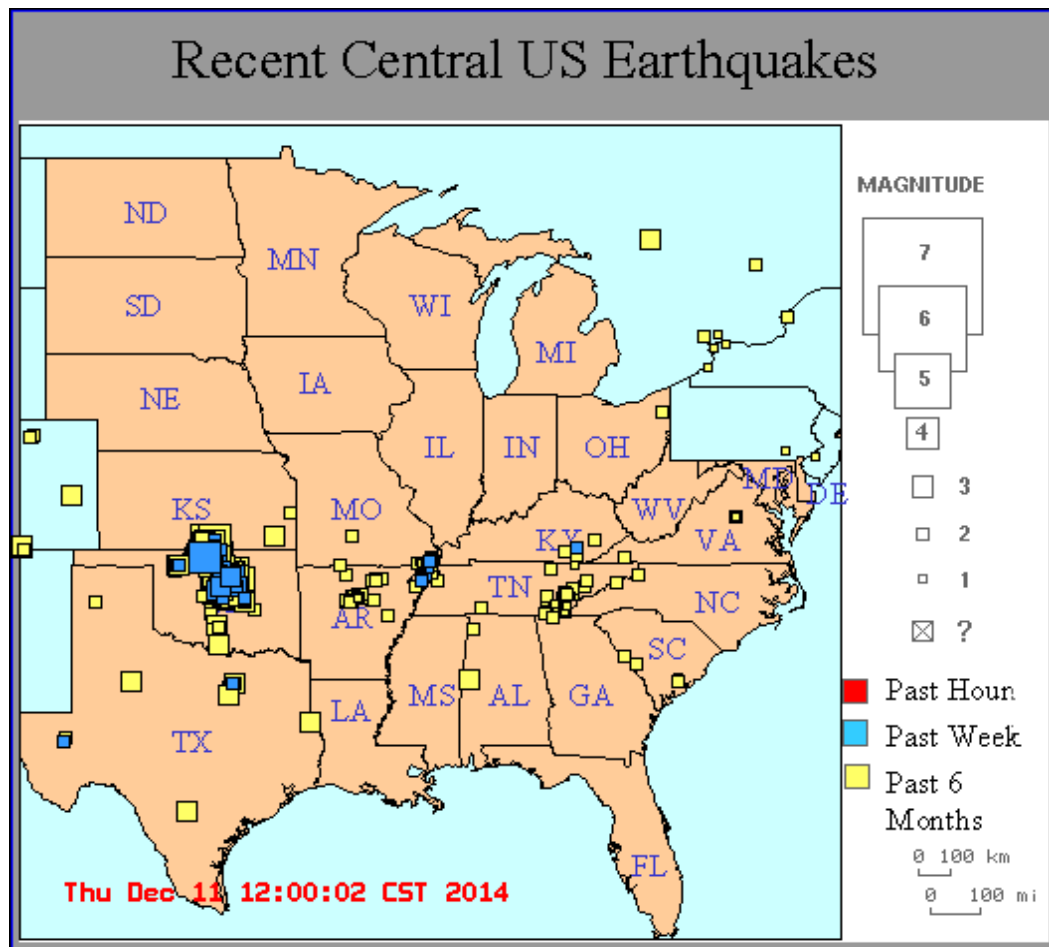 Recent Central US Earthquakes
MAGNITUDE
7
6
5
4
3
2
1
?
Past Houn
Past Week
Past 6
Months
0 100 km
0 100 mi
ND
MN
SD
WI
MI
NE
IA
IL
IN
OH
MD
DE
KS
MO
WV
KY
VA
TN
NC
AR
SC
MS
AL
GA
LA
TX
FL
Thu Dec 11 12:00:02 CST 2014